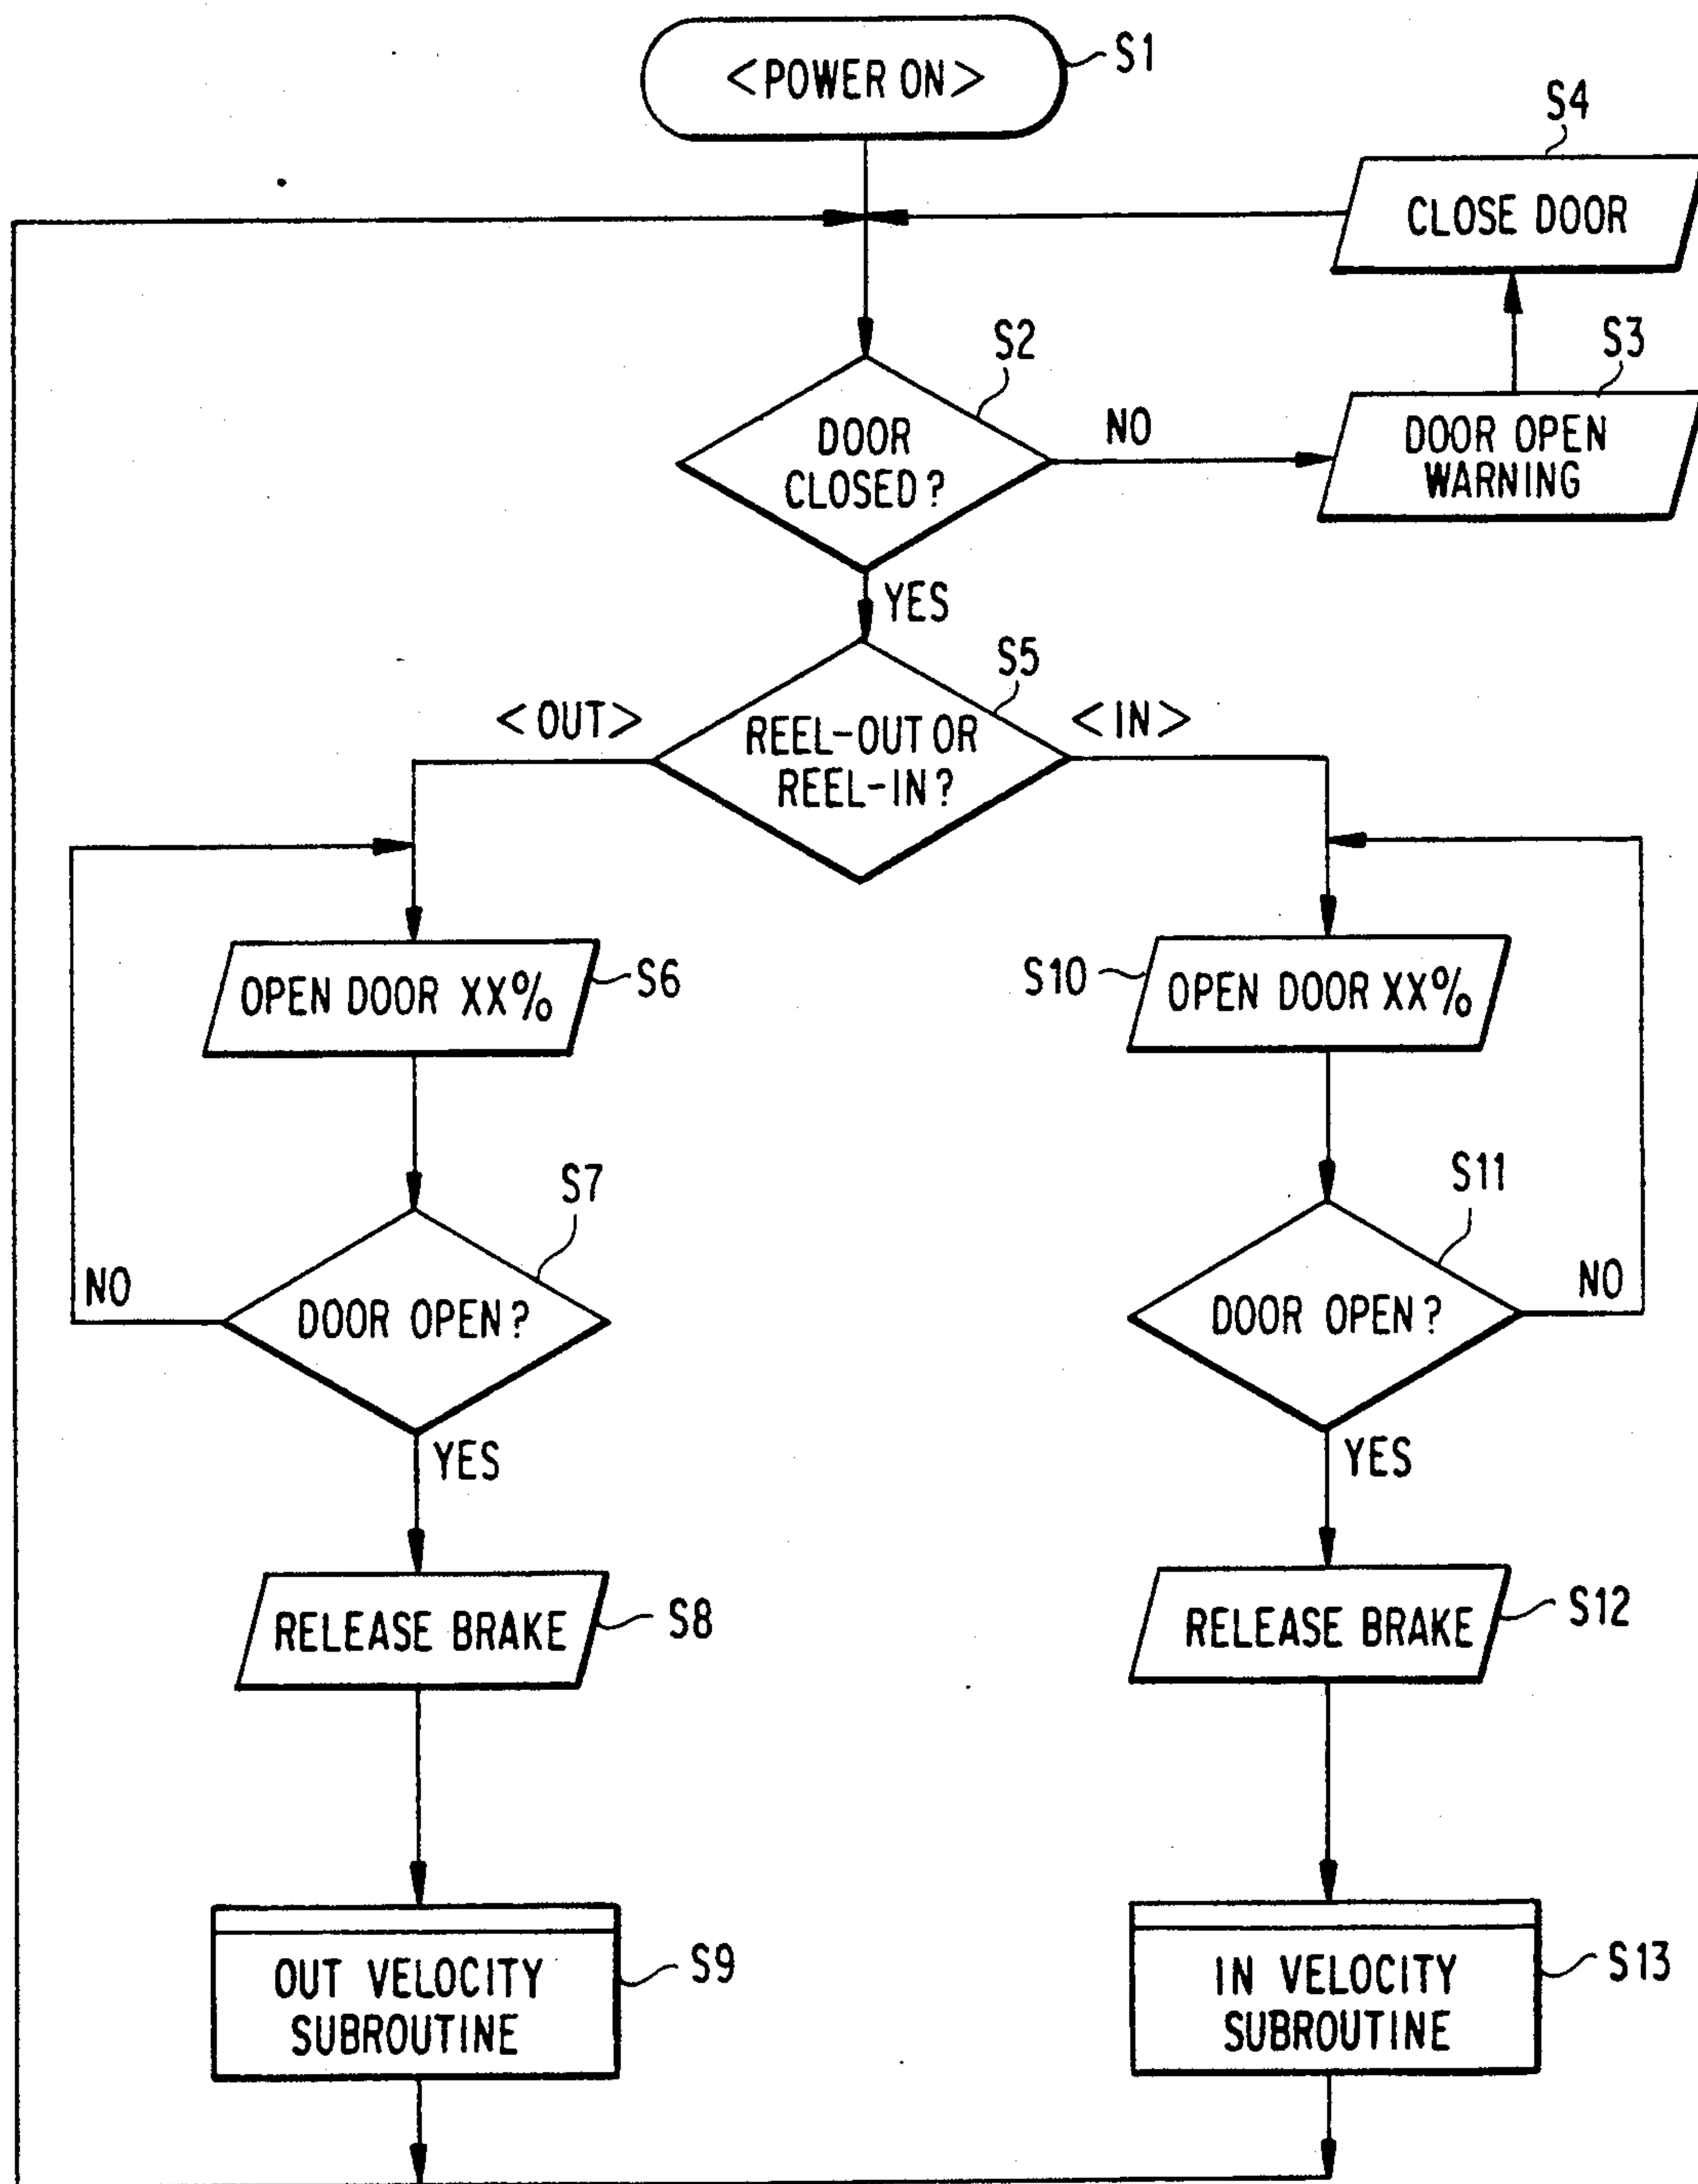 <POWER ON>
S1
S4
CLOSE DOOR
S3
DOOR OPEN
WARNING
S2
DOOR
CLOSED?
NO
YES
S5
<OUT>
REEL-OUT OR
REEL-IN?
<IN>
OPEN DOOR XX%
S6
S10
OPEN DOOR XX%
S7
DOOR OPEN?
NO
YES
S11
DOOR OPEN?
NO
YES
RELEASE BRAKE
S8
RELEASE BRAKE
S12
OUT VELOCITY
SUBROUTINE
S9
IN VELOCITY
SUBROUTINE
S13